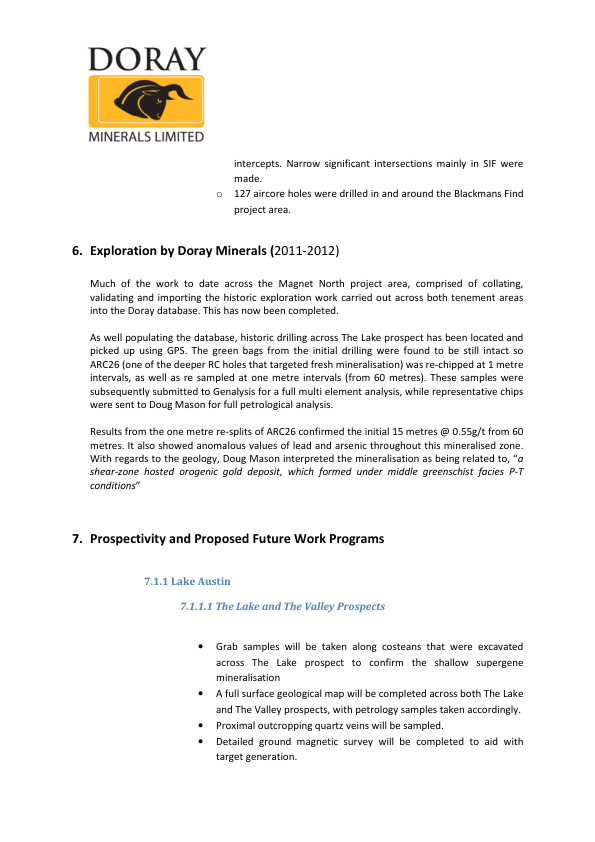 DORAY
MINERALS LIMITED
intercepts. Narrow significant intersections mainly in SIF were
made.
o 127 aircore holes were drilled in and around the Blackmans Find
project area.
6. Exploration by Doray Minerals (2011-2012)
Much of the work to date across the Magnet North project area, comprised of collating,
validating and importing the historic exploration work carried out across both tenement areas
into the Doray database. This has now been completed.
As well populating the database, historic drilling across The Lake prospect has been located and
picked up using GPS. The green bags from the initial drilling were found to be still intact so
ARC26 (one of the deeper RC holes that targeted fresh mineralisation) was re-chipped at 1 metre
intervals, as well as re sampled at one metre intervals (from 60 metres). These samples were
subsequently submitted to Genalysis for a full multi element analysis, while representative chips
were sent to Doug Mason for full petrological analysis.
Results from the one metre re-splits of ARC26 confirmed the initial 15 metres @ 0.55g/t from 60
metres. It also showed anomalous values of lead and arsenic throughout this mineralised zone.
With regards to the geology, Doug Mason interpreted the mineralisation as being related to, “a
shear-zone hosted orogenic gold deposit, which formed under middle greenschist facies P-T
conditions”
7. Prospectivity and Proposed Future Work Programs
7.1.1 Lake Austin
7.1.1.1 The Lake and The Valley Prospects
• Grab samples will be taken along costeans that were excavated
across The Lake prospect to confirm the shallow supergene
mineralisation
• A full surface geological map will be completed across both The Lake
and The Valley prospects, with petrology samples taken accordingly.
• Proximal outcropping quartz veins will be sampled.
• Detailed ground magnetic survey will be completed to aid with
target generation.